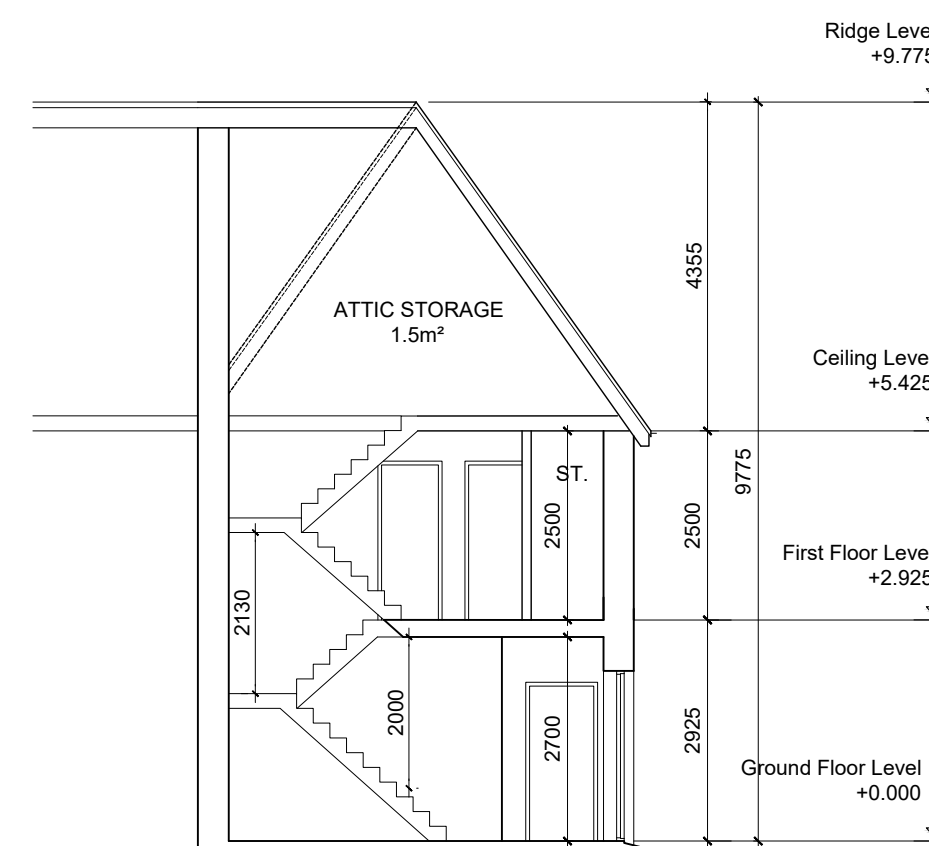 Ridge Leve
+9.775
4355
ATTIC STORAGE
1.5m²
Ceiling Leve
+5.425
9775
ST.
2500
2500
First Floor Leve
+2.925
2130
2000
2700
2925
Ground Floor Level
+0.000